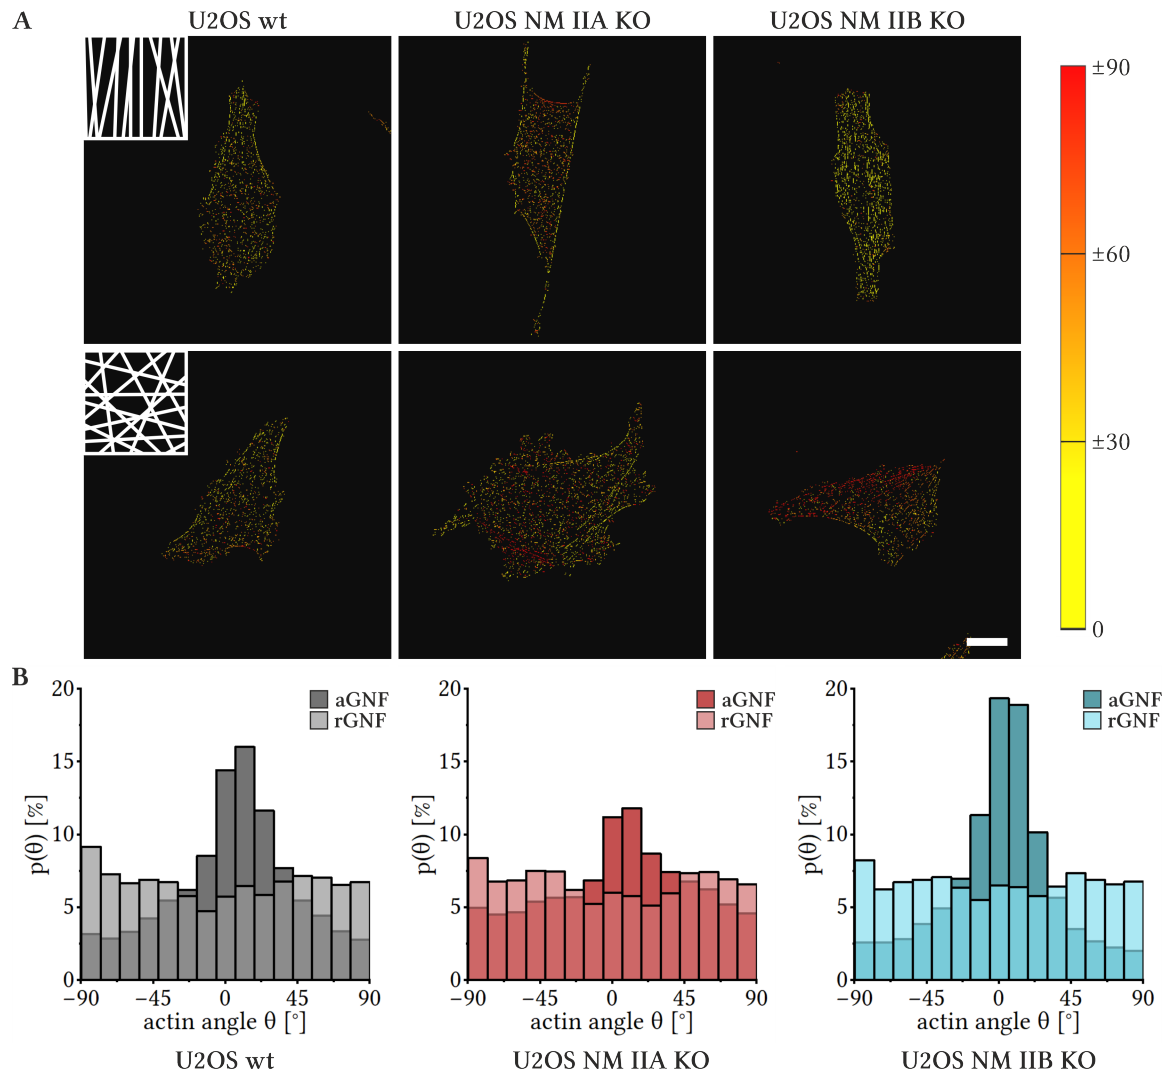 A
U2OS wt
U2OS NM IIA KO
U2OS NM IIB KO
±90
±60
±30
0
B
20
15
10
5
0
p(θ) [%]
aGNF
rGNF
−90
−45
0
45
90
actin angle θ [°]
U2OS wt
20
15
10
5
0
p(θ) [%]
aGNF
rGNF
−90
−45
0
45
90
actin angle θ [°]
U2OS NM IIA KO
20
15
10
5
0
p(θ) [%]
aGNF
rGNF
−90
−45
0
45
90
actin angle θ [°]
U2OS NM IIB KO